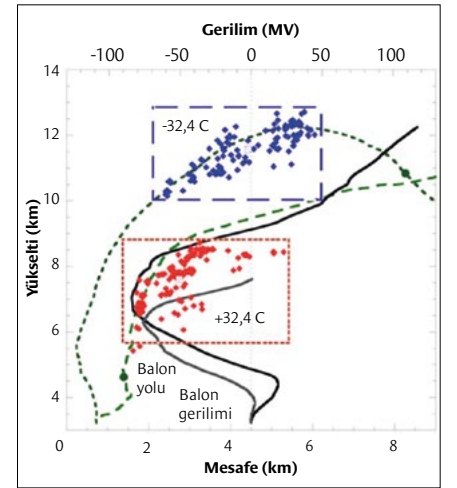 Gerilim (MV)
-100 -50 0 50 100
14
12
10
8
6
4
Yükselti (km)
-32,4 C
+32,4 C
Balon
yolu
Balon
gerilimi
0 2 4 6 8
Mesafe (km)